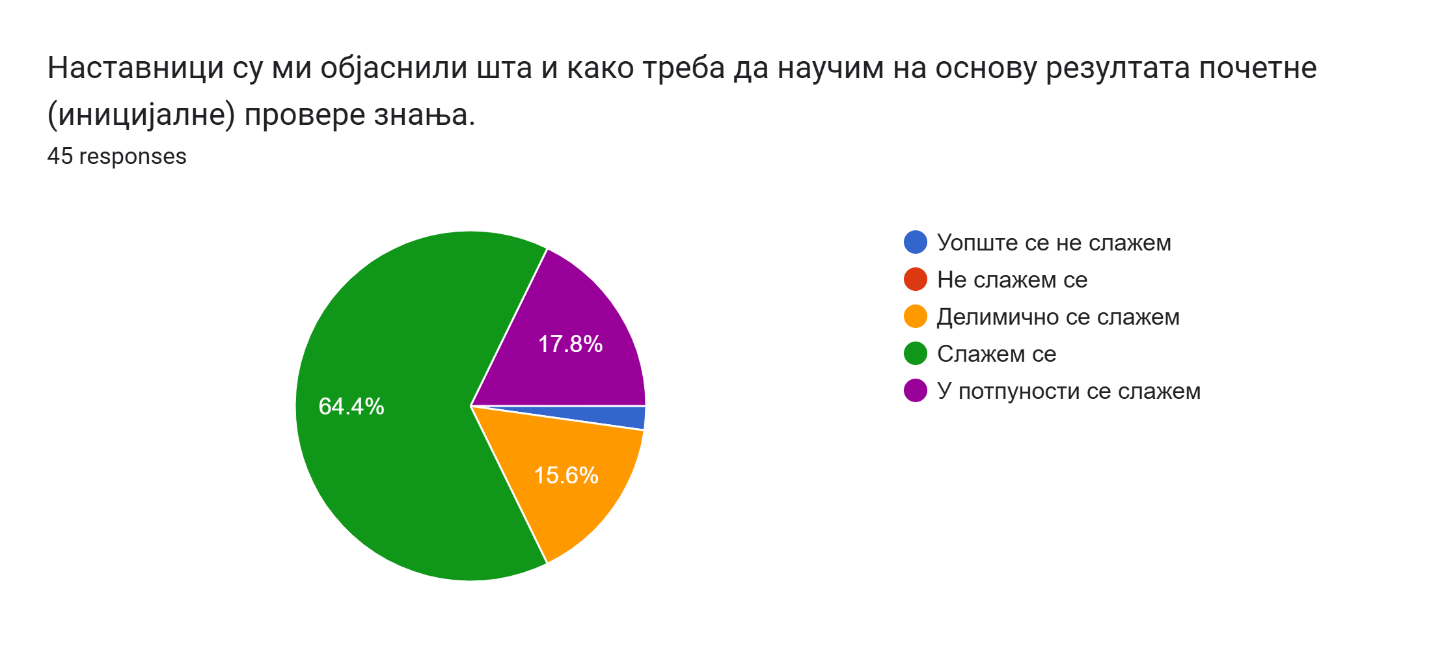 Наставници су ми објаснили шта и како треба да научим на основу резултата почетне
(иницијалне) провере знања.
45 responses
Уопште се не слажем
Не слажем се
Делимично се слажем
Слажем се
У потпуности се слажем
17.8%
64.4%
15.6%